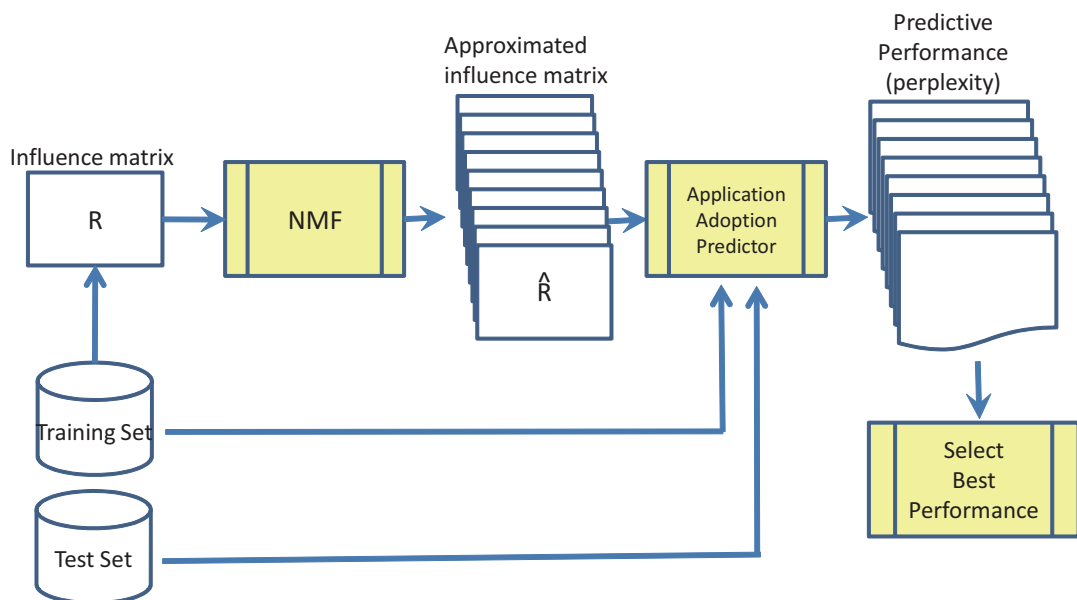 Predictive
Performance
(perplexity)
Approximated
influence matrix
Influence matrix
R
NMF
Application
Adoption
Predictor
R̂
Training Set
Select
Best
Performance
Test Set